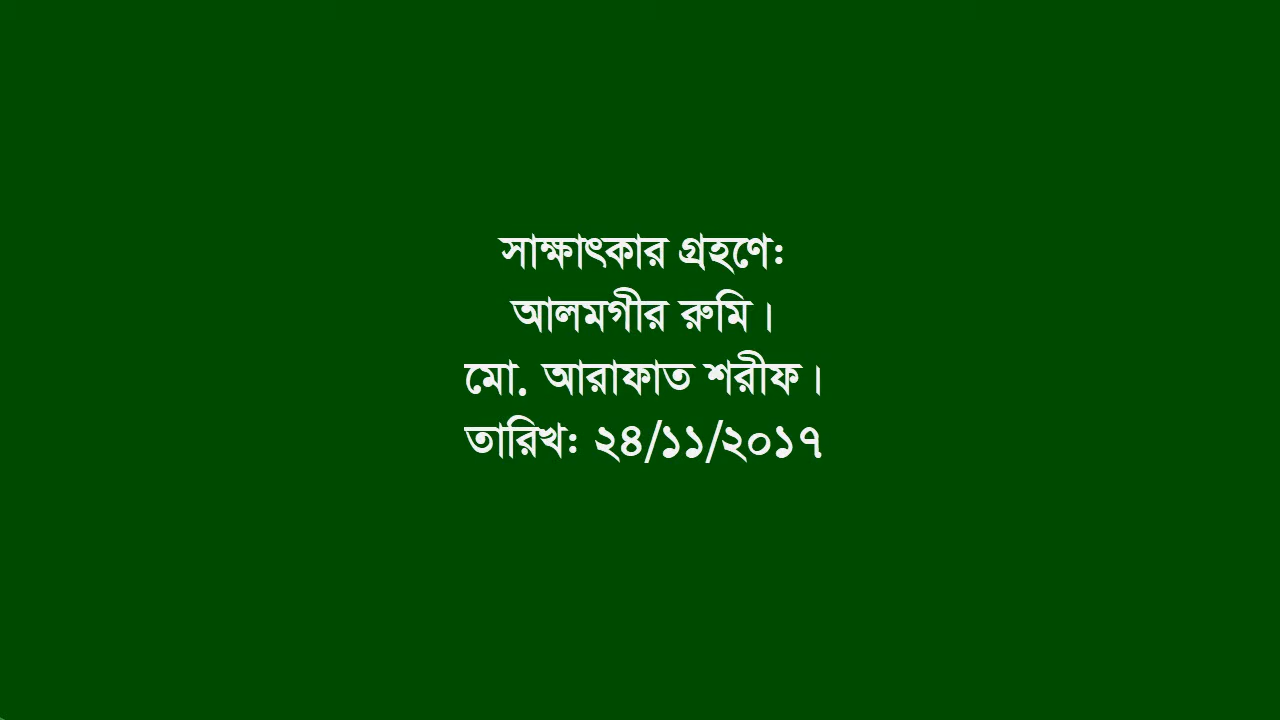 সাক্ষাৎকার গ্রহণে:
আলমগীর রুমি।
মো. আরাফাত শরীফ।
তারিখ: ২৪/১১/২০১৭